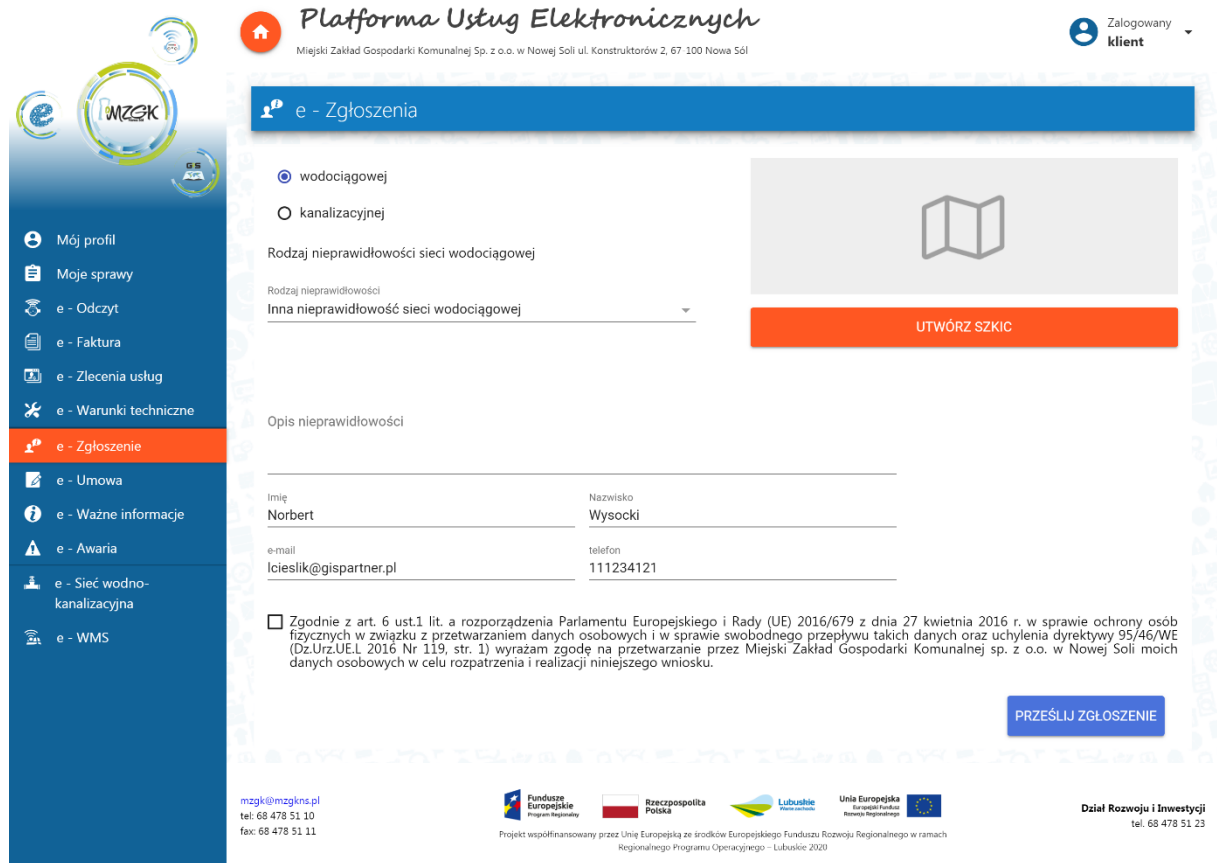 Platforma Usług Elektronicznych
Miejski Zakład Gospodarki Komunalnej Sp. z o.o. w Nowej Soli ul. Konstruktorów 2, 67-100 Nowa Sól
Zalogowany
klient
e
MZGK
GS
Mój profil
Moje sprawy
e - Odczyt
e - Faktura
e - Zlecenia usług
e - Warunki techniczne
e - Zgłoszenie
e - Umowa
e - Ważne informacje
e - Awaria
e - Sieć wodno-
kanalizacyjna
e - WMS
e - Zgłoszenia
wodociągowej
kanalizacyjnej
Rodzaj nieprawidłowości sieci wodociągowej
Rodzaj nieprawidłowości
Inna nieprawidłowość sieci wodociągowej
UTWÓRZ SZKIC
Opis nieprawidłowości
Imię
Norbert
Nazwisko
Wysocki
e-mail
lcieslik@gispartner.pl
telefon
111234121
Zgodnie z art. 6 ust.1 lit. a rozporządzenia Parlamentu Europejskiego i Rady (UE) 2016/679 z dnia 27 kwietnia 2016 r. w sprawie ochrony osób
fizycznych w związku z przetwarzaniem danych osobowych i w sprawie swobodnego przepływu takich danych oraz uchylenia dyrektywy 95/46/WE
(Dz.Urz.UE.L 2016 Nr 119, str. 1) wyrażam zgodę na przetwarzanie przez Miejski Zakład Gospodarki Komunalnej sp. z o.o. w Nowej Soli moich
danych osobowych w celu rozpatrzenia i realizacji niniejszego wniosku.
PRZEŚLIJ ZGŁOSZENIE
mzgk@mzgkns.pl
tel: 68 478 51 10
fax: 68 478 51 11
Fundusze
Europejskie
Program Regionalny
Rzeczpospolita
Polska
Lubuskie
Warte zachodu
Unia Europejska
Europejski Fundusz
Rozwoju Regionalnego
Projekt współfinansowany przez Unię Europejską ze środków Europejskiego Funduszu Rozwoju Regionalnego w ramach
Regionalnego Programu Operacyjnego – Lubuskie 2020
Dział Rozwoju i Inwestycji
tel. 68 478 51 23